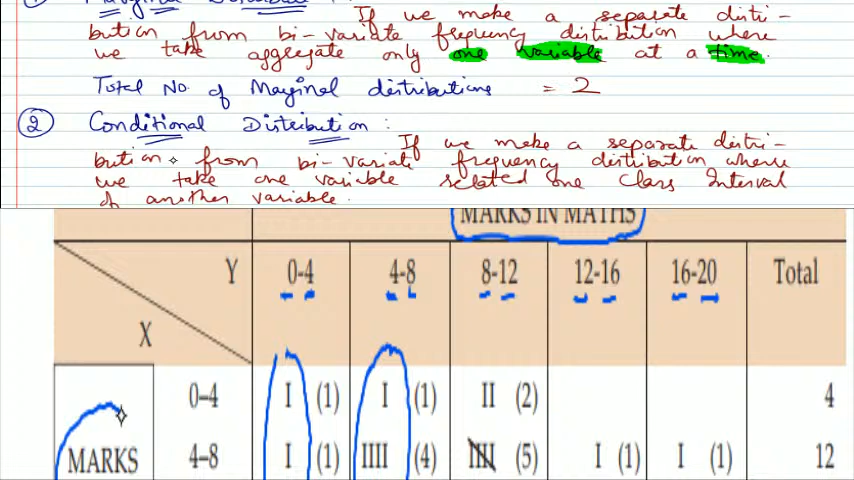 If we make a separate distri-
bution from bi-variate frequency distribution where
we take aggregate only one variable at a time.
Total No. of Marginal distributions = 2
② Conditional Distribution :
If we make a separate distri-
bution from bi-variate frequency distribution where
we take one variable related one Class Interval
of another variable.
MARKS IN MATHS
Y 0-4 4-8 8-12 12-16 16-20 Total
X
0–4 I (1) I (1) II (2) 4
MARKS 4–8 I (1) IIII (4) IIII (5) I (1) I (1) 12